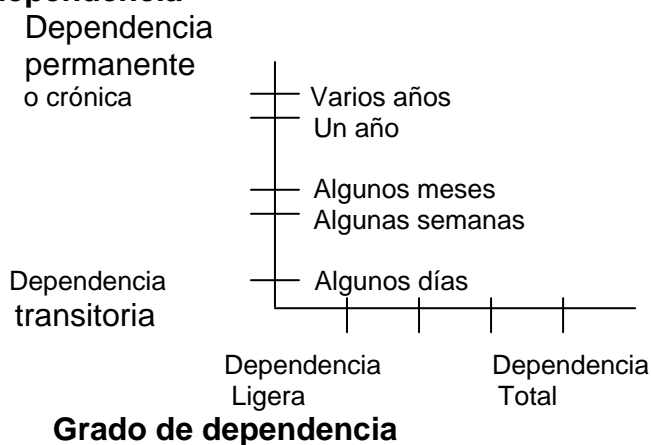 Dependencia
permanente
o crónica
Varios años
Un año
Algunos meses
Algunas semanas
Dependencia
transitoria
Algunos días
Dependencia
Ligera
Dependencia
Total
Grado de dependencia